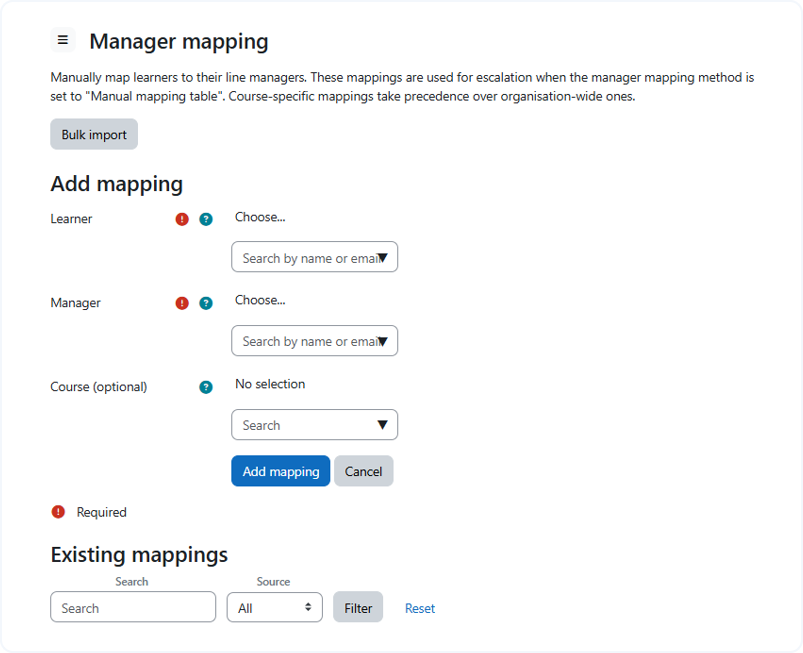 Manager mapping
Manually map learners to their line managers. These mappings are used for escalation when the manager mapping method is
set to "Manual mapping table". Course-specific mappings take precedence over organisation-wide ones.
Bulk import
Add mapping
Learner ! ? Choose...
Search by name or email
Manager ! ? Choose...
Search by name or email
Course (optional) ? No selection
Search
Add mapping Cancel
! Required
Existing mappings
Search Source
Search All Filter Reset